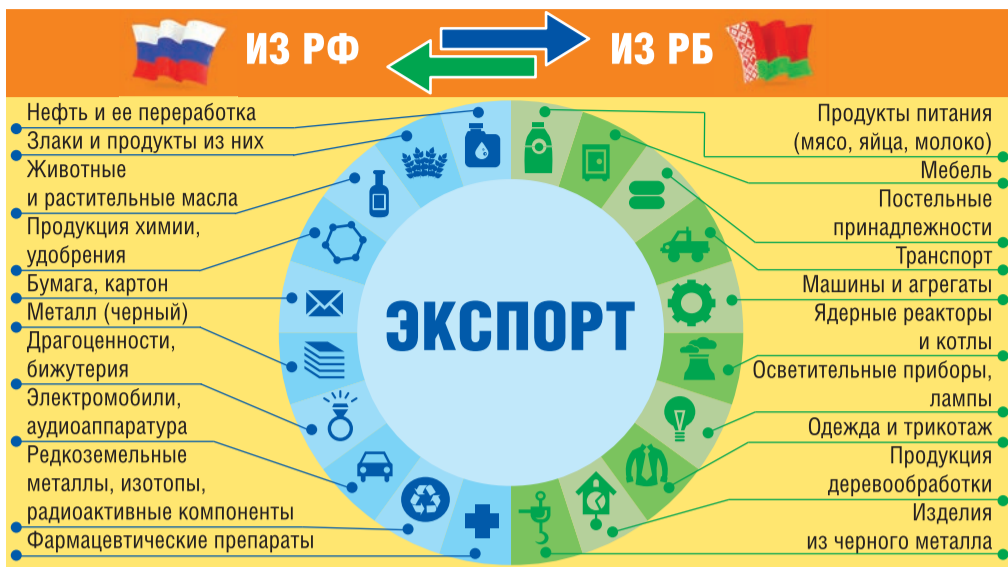 ИЗ РФ
ИЗ РБ
Нефть и ее переработка
Злаки и продукты из них
Животные
и растительные масла
Продукция химии,
удобрения
Бумага, картон
Металл (черный)
Драгоценности,
бижутерия
Электромобили,
аудиоаппаратура
Редкоземельные
металлы, изотопы,
радиоактивные компоненты
Фармацевтические препараты
ЭКСПОРТ
Продукты питания
(мясо, яйца, молоко)
Мебель
Постельные
принадлежности
Транспорт
Машины и агрегаты
Ядерные реакторы
и котлы
Осветительные приборы,
лампы
Одежда и трикотаж
Продукция
деревообработки
Изделия
из черного металла